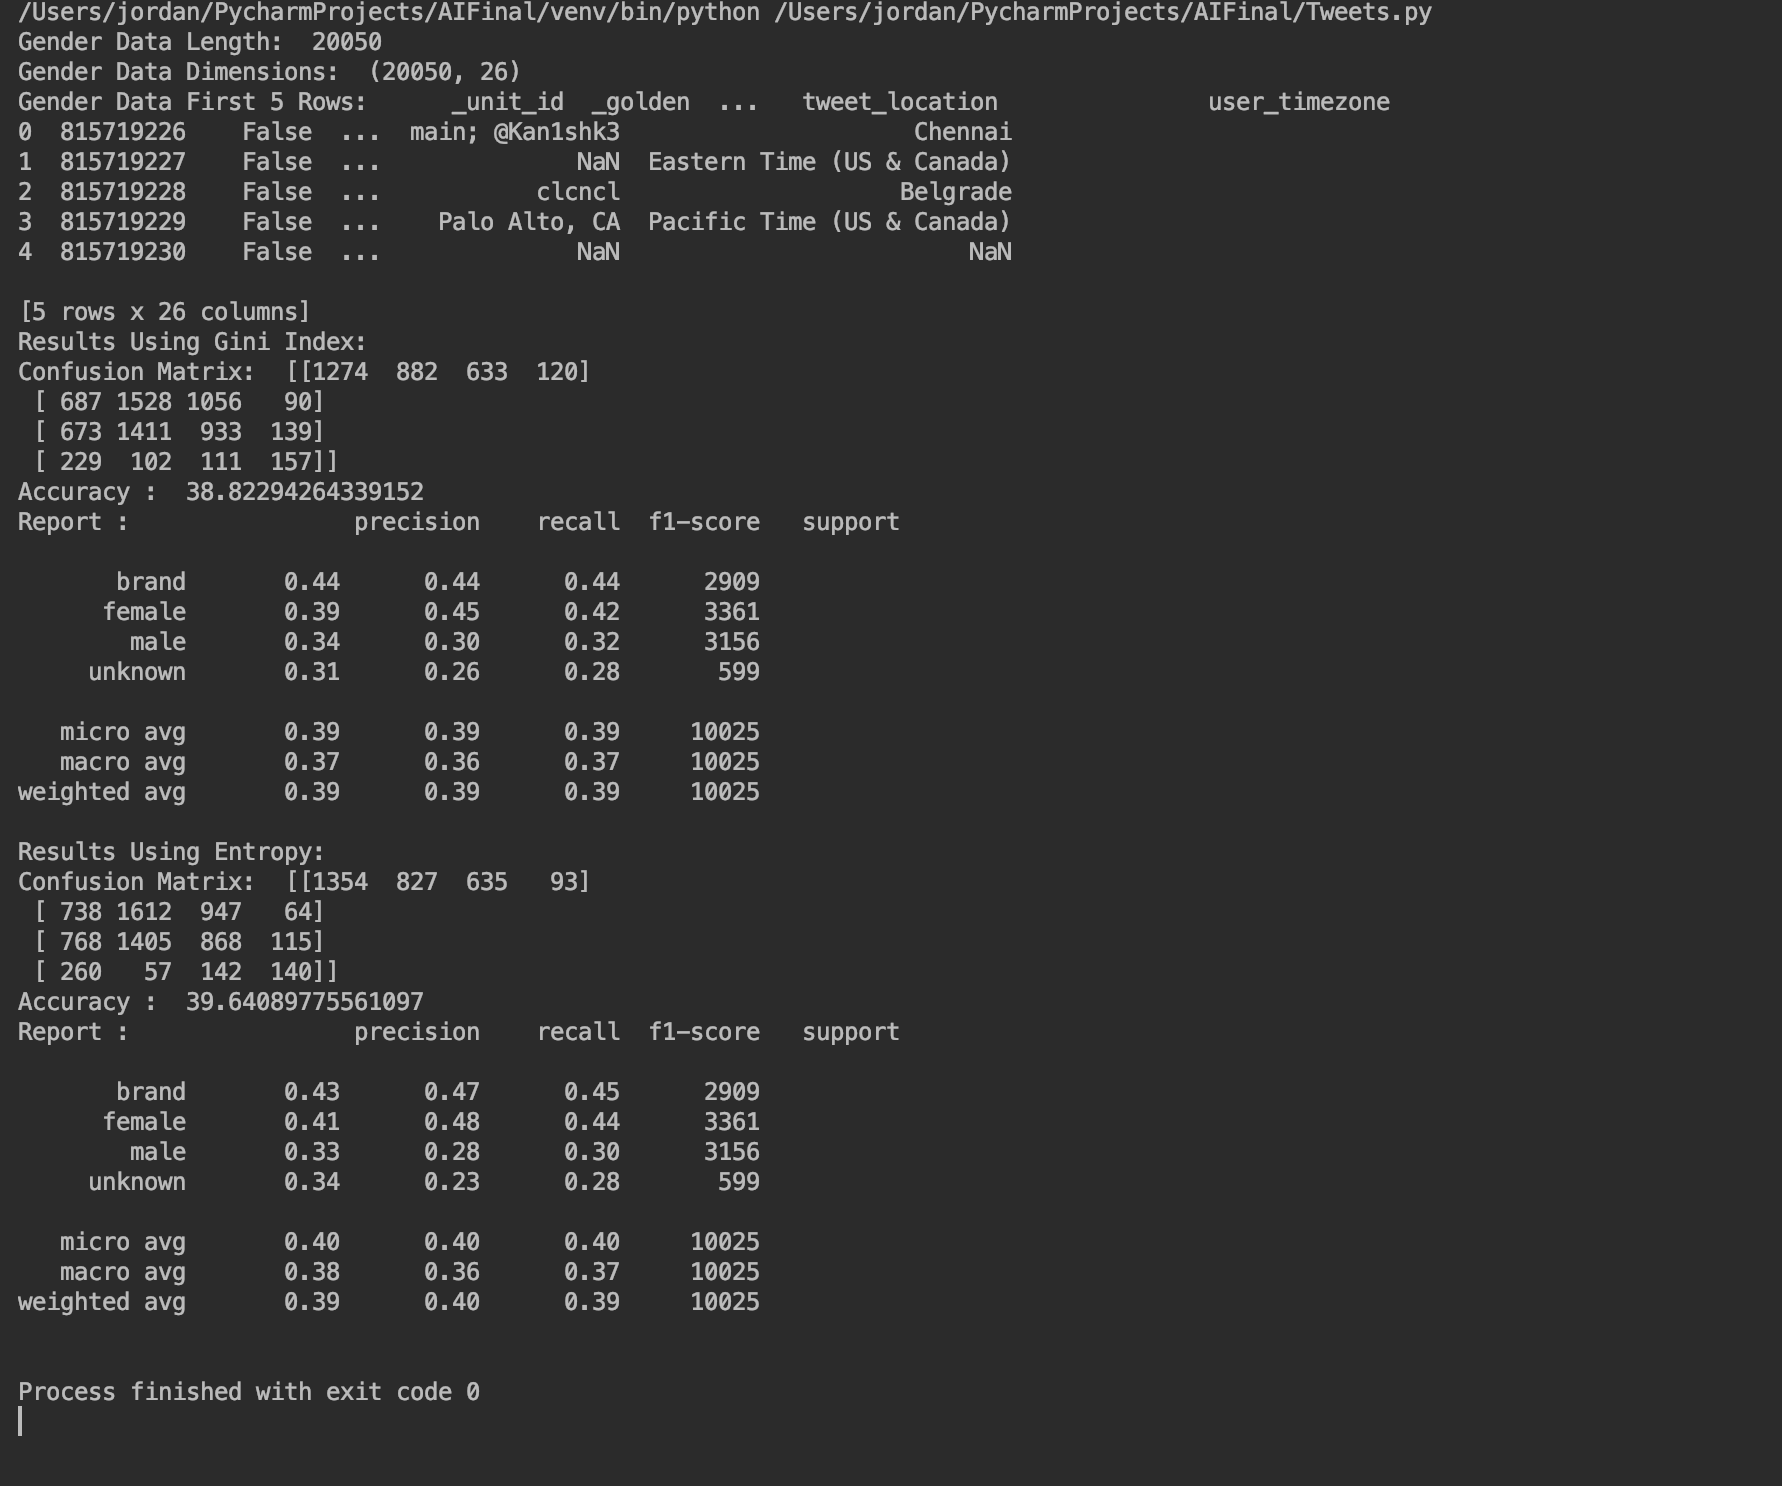 /Users/jordan/PycharmProjects/AIFinal/venv/bin/python /Users/jordan/PycharmProjects/AIFinal/Tweets.py
Gender Data Length:  20050
Gender Data Dimensions:  (20050, 26)
Gender Data First 5 Rows:      _unit_id  _golden  ...   tweet_location               user_timezone
0  815719226    False  ...  main; @Kan1shk3                     Chennai
1  815719227    False  ...              NaN  Eastern Time (US & Canada)
2  815719228    False  ...           clcncl                    Belgrade
3  815719229    False  ...    Palo Alto, CA  Pacific Time (US & Canada)
4  815719230    False  ...              NaN                         NaN
[5 rows x 26 columns]
Results Using Gini Index:
Confusion Matrix:  [[1274  882  633  120]
 [ 687 1528 1056   90]
 [ 673 1411  933  139]
 [ 229  102  111  157]]
Accuracy :  38.82294264339152
Report :                precision    recall  f1-score   support
       brand       0.44      0.44      0.44      2909
      female       0.39      0.45      0.42      3361
        male       0.34      0.30      0.32      3156
     unknown       0.31      0.26      0.28       599
   micro avg       0.39      0.39      0.39     10025
   macro avg       0.37      0.36      0.37     10025
weighted avg       0.39      0.39      0.39     10025
Results Using Entropy:
Confusion Matrix:  [[1354  827  635   93]
 [ 738 1612  947   64]
 [ 768 1405  868  115]
 [ 260   57  142  140]]
Accuracy :  39.64089775561097
Report :                precision    recall  f1-score   support
       brand       0.43      0.47      0.45      2909
      female       0.41      0.48      0.44      3361
        male       0.33      0.28      0.30      3156
     unknown       0.34      0.23      0.28       599
   micro avg       0.40      0.40      0.40     10025
   macro avg       0.38      0.36      0.37     10025
weighted avg       0.39      0.40      0.39     10025
Process finished with exit code 0